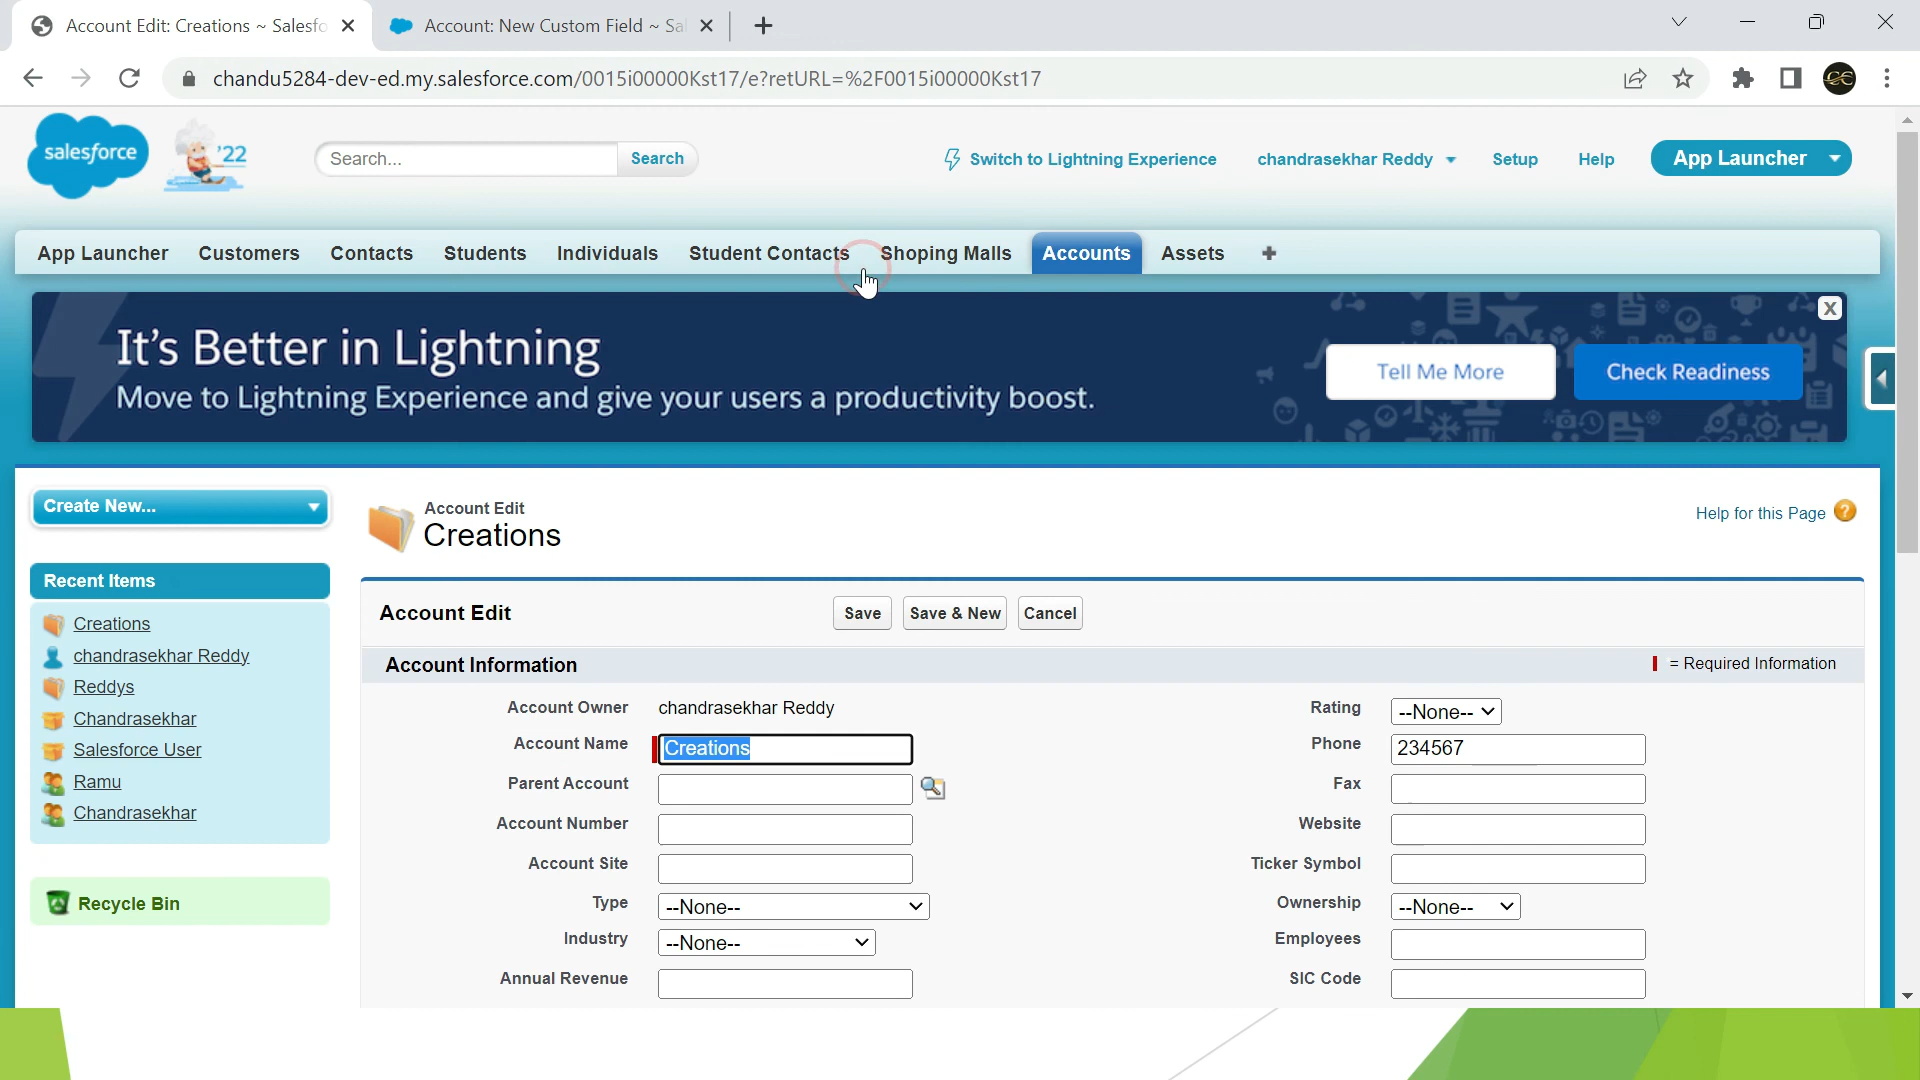 Account Edit: Creations ~ Salesfo
Account: New Custom Field ~ Sal
chandu5284-dev-ed.my.salesforce.com/0015i00000Kst17/e?retURL=%2F0015i00000Kst17
salesforce
'22
Search...
Search
Switch to Lightning Experience
chandrasekhar Reddy
Setup
Help
App Launcher
App Launcher
Customers
Contacts
Students
Individuals
Student Contacts
Shoping Malls
Accounts
Assets
+
It's Better in Lightning
Move to Lightning Experience and give your users a productivity boost.
Tell Me More
Check Readiness
X
Create New...
Recent Items
Creations
chandrasekhar Reddy
Reddys
Chandrasekhar
Salesforce User
Ramu
Chandrasekhar
Recycle Bin
Account Edit
Creations
Help for this Page ?
Account Edit
Save
Save & New
Cancel
Account Information
= Required Information
Account Owner chandrasekhar Reddy
Rating --None--
Account Name Creations
Phone 234567
Parent Account
Fax
Account Number
Website
Account Site
Ticker Symbol
Type --None--
Ownership --None--
Industry --None--
Employees
Annual Revenue
SIC Code